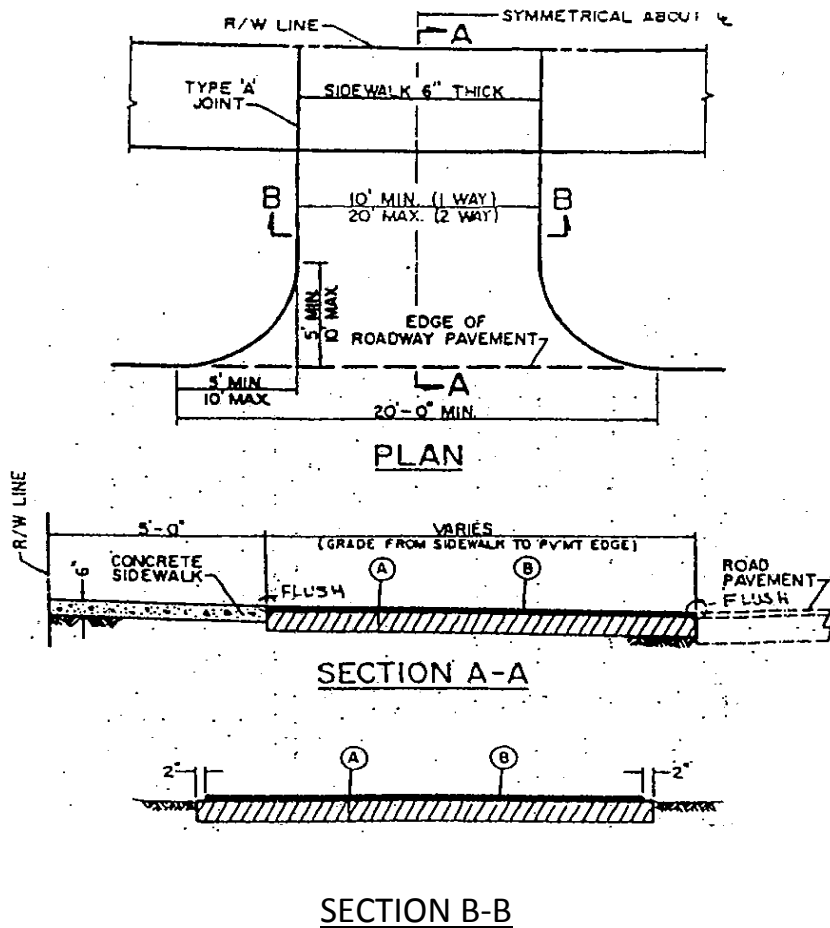 SYMMETRICAL ABOUT ℄
R/W LINE
A
TYPE 'A'
JOINT
SIDEWALK 6" THICK
B
10' MIN. (1 WAY)
20' MAX. (2 WAY)
B
5' MIN.
10' MAX.
EDGE OF
ROADWAY PAVEMENT
A
5' MIN.
10' MAX.
20'-0" MIN.
PLAN
R/W LINE
5'-0"
VARIES
(GRADE FROM SIDEWALK TO PVMT EDGE)
6"
CONCRETE
SIDEWALK
FLUSH
A
B
ROAD
PAVEMENT
FLUSH
SECTION A-A
2"
A
B
2"
SECTION B-B